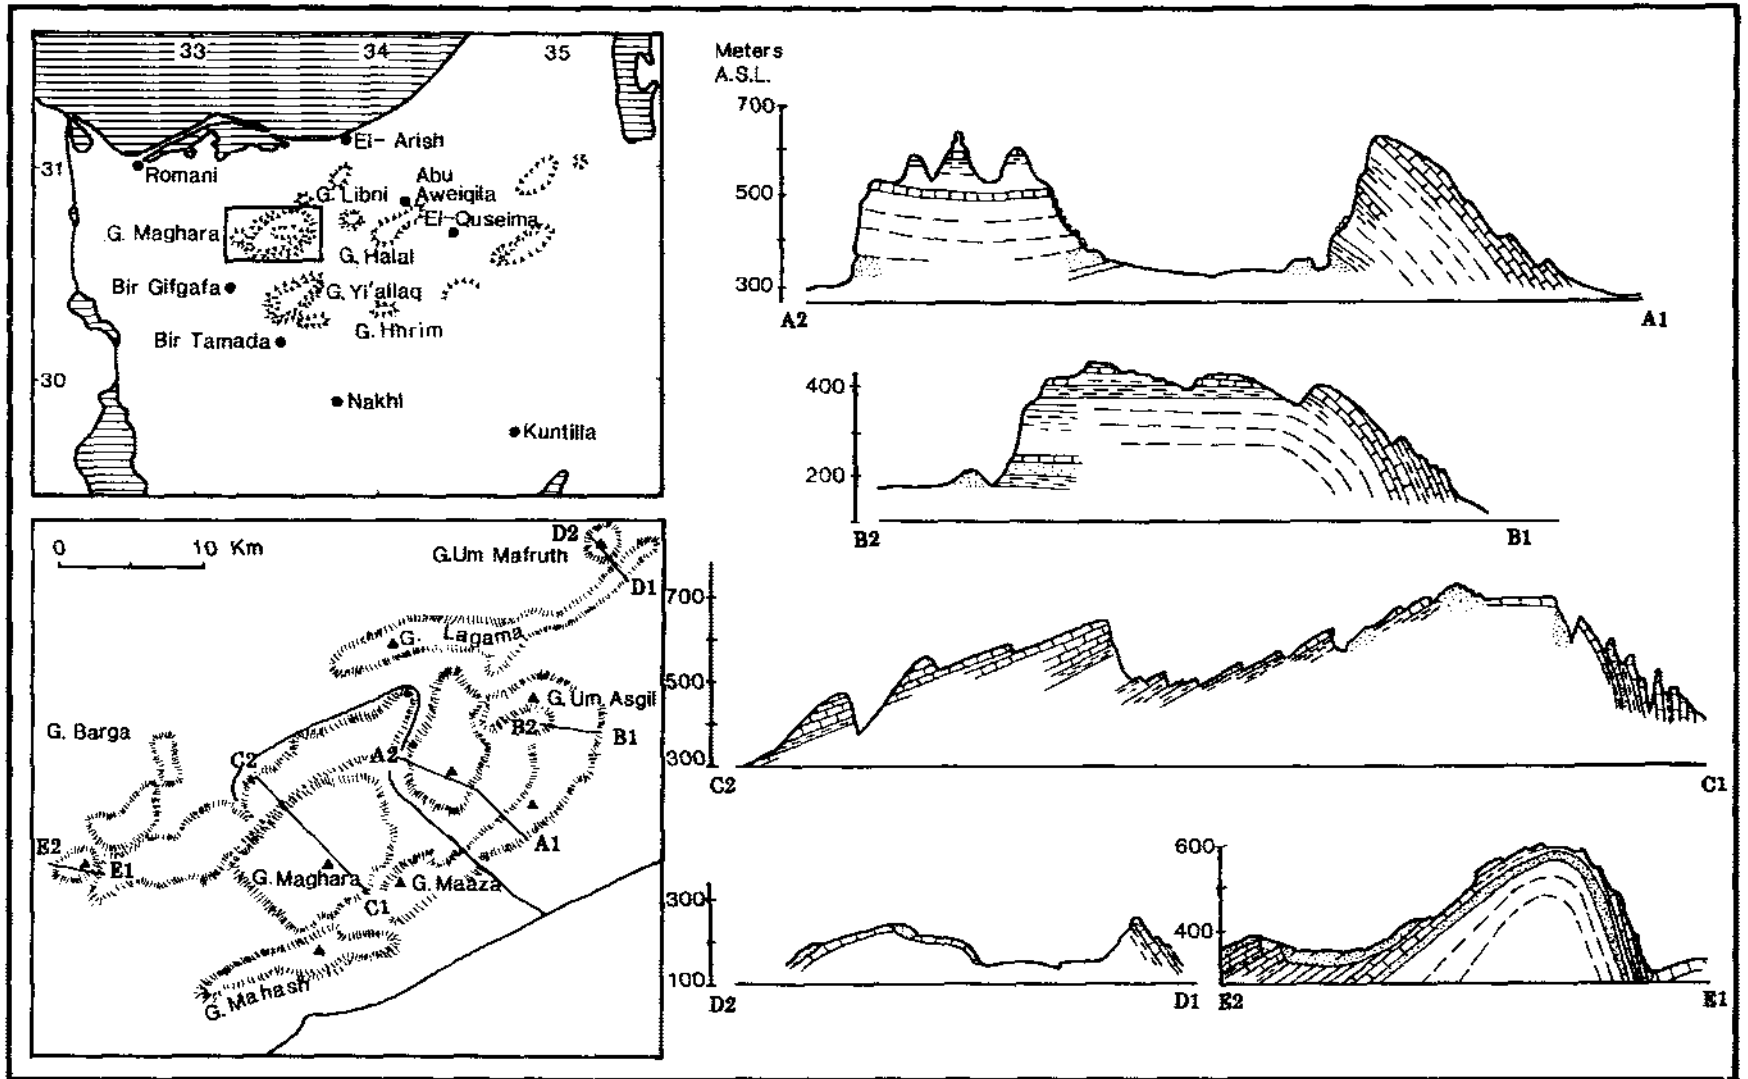 33 34 35
El-Arish
31
Romani
Abu
G. Libni Aweiqila
El-Quseima
G. Maghara
G. Halal
Bir Gifgafa
G. Yi'allaq
G. Hhrim
Bir Tamada
30
Nakhl
Kuntilla
0 10 Km
D2
G.Um Mafruth
D1
G. Lagama
G. Um Asgil
G. Barga
B2 B1
C2 A2
A1
E2
E1
G. Maghara G. Maaza
C1
G. Mahash
Meters
A.S.L.
700
500
300
A2 A1
400
200
B2 B1
700
500
300
C2 C1
300
100
D2 D1
600
400
E2 E1